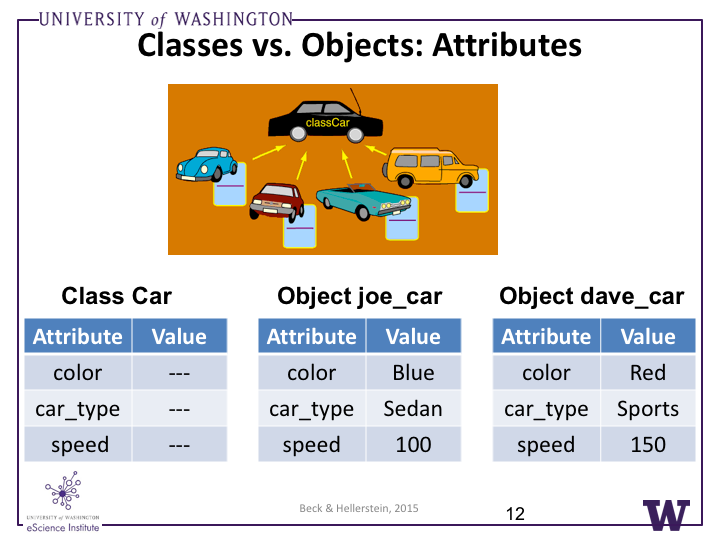 UNIVERSITY of WASHINGTON
Classes vs. Objects: Attributes
classCar
Class Car
Attribute Value
color ---
car_type ---
speed ---
Object joe_car
Attribute Value
color Blue
car_type Sedan
speed 100
Object dave_car
Attribute Value
color Red
car_type Sports
speed 150
UNIVERSITY of WASHINGTON
eScience Institute
Beck & Hellerstein, 2015
12
W